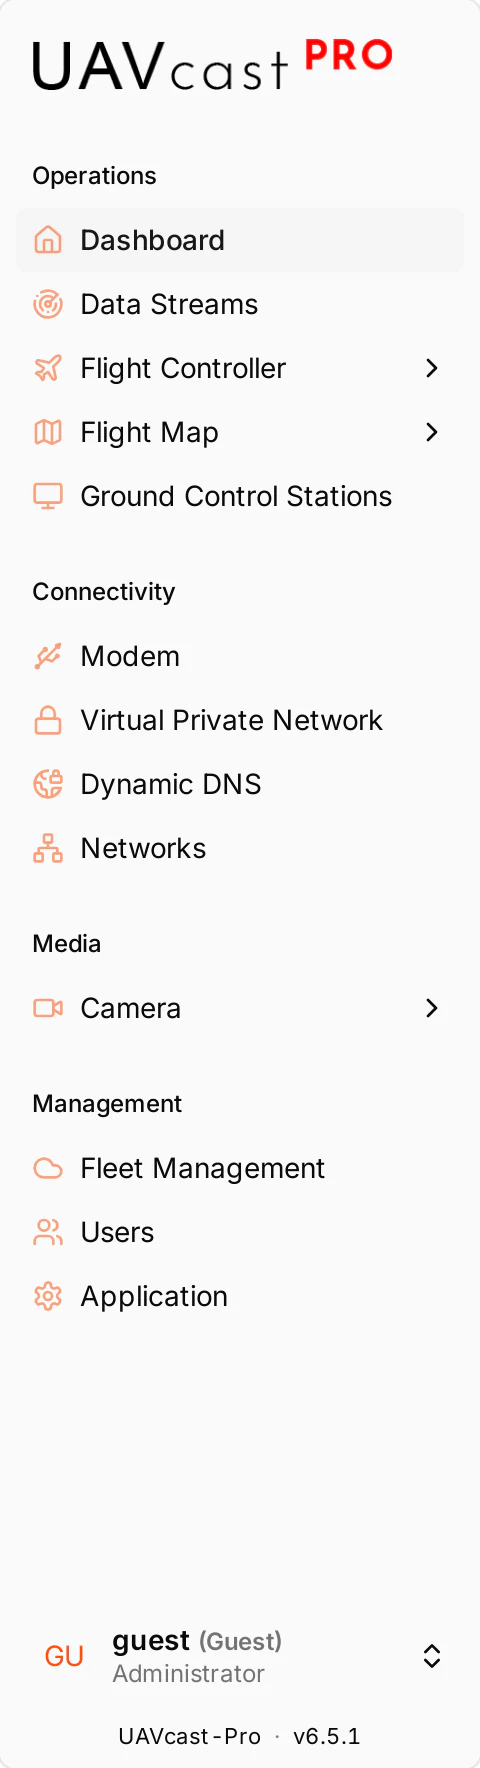 UAVcast PRO
Operations
Dashboard
Data Streams
Flight Controller
Flight Map
Ground Control Stations
Connectivity
Modem
Virtual Private Network
Dynamic DNS
Networks
Media
Camera
Management
Fleet Management
Users
Application
GU
guest (Guest)
Administrator
UAVcast-Pro · v6.5.1